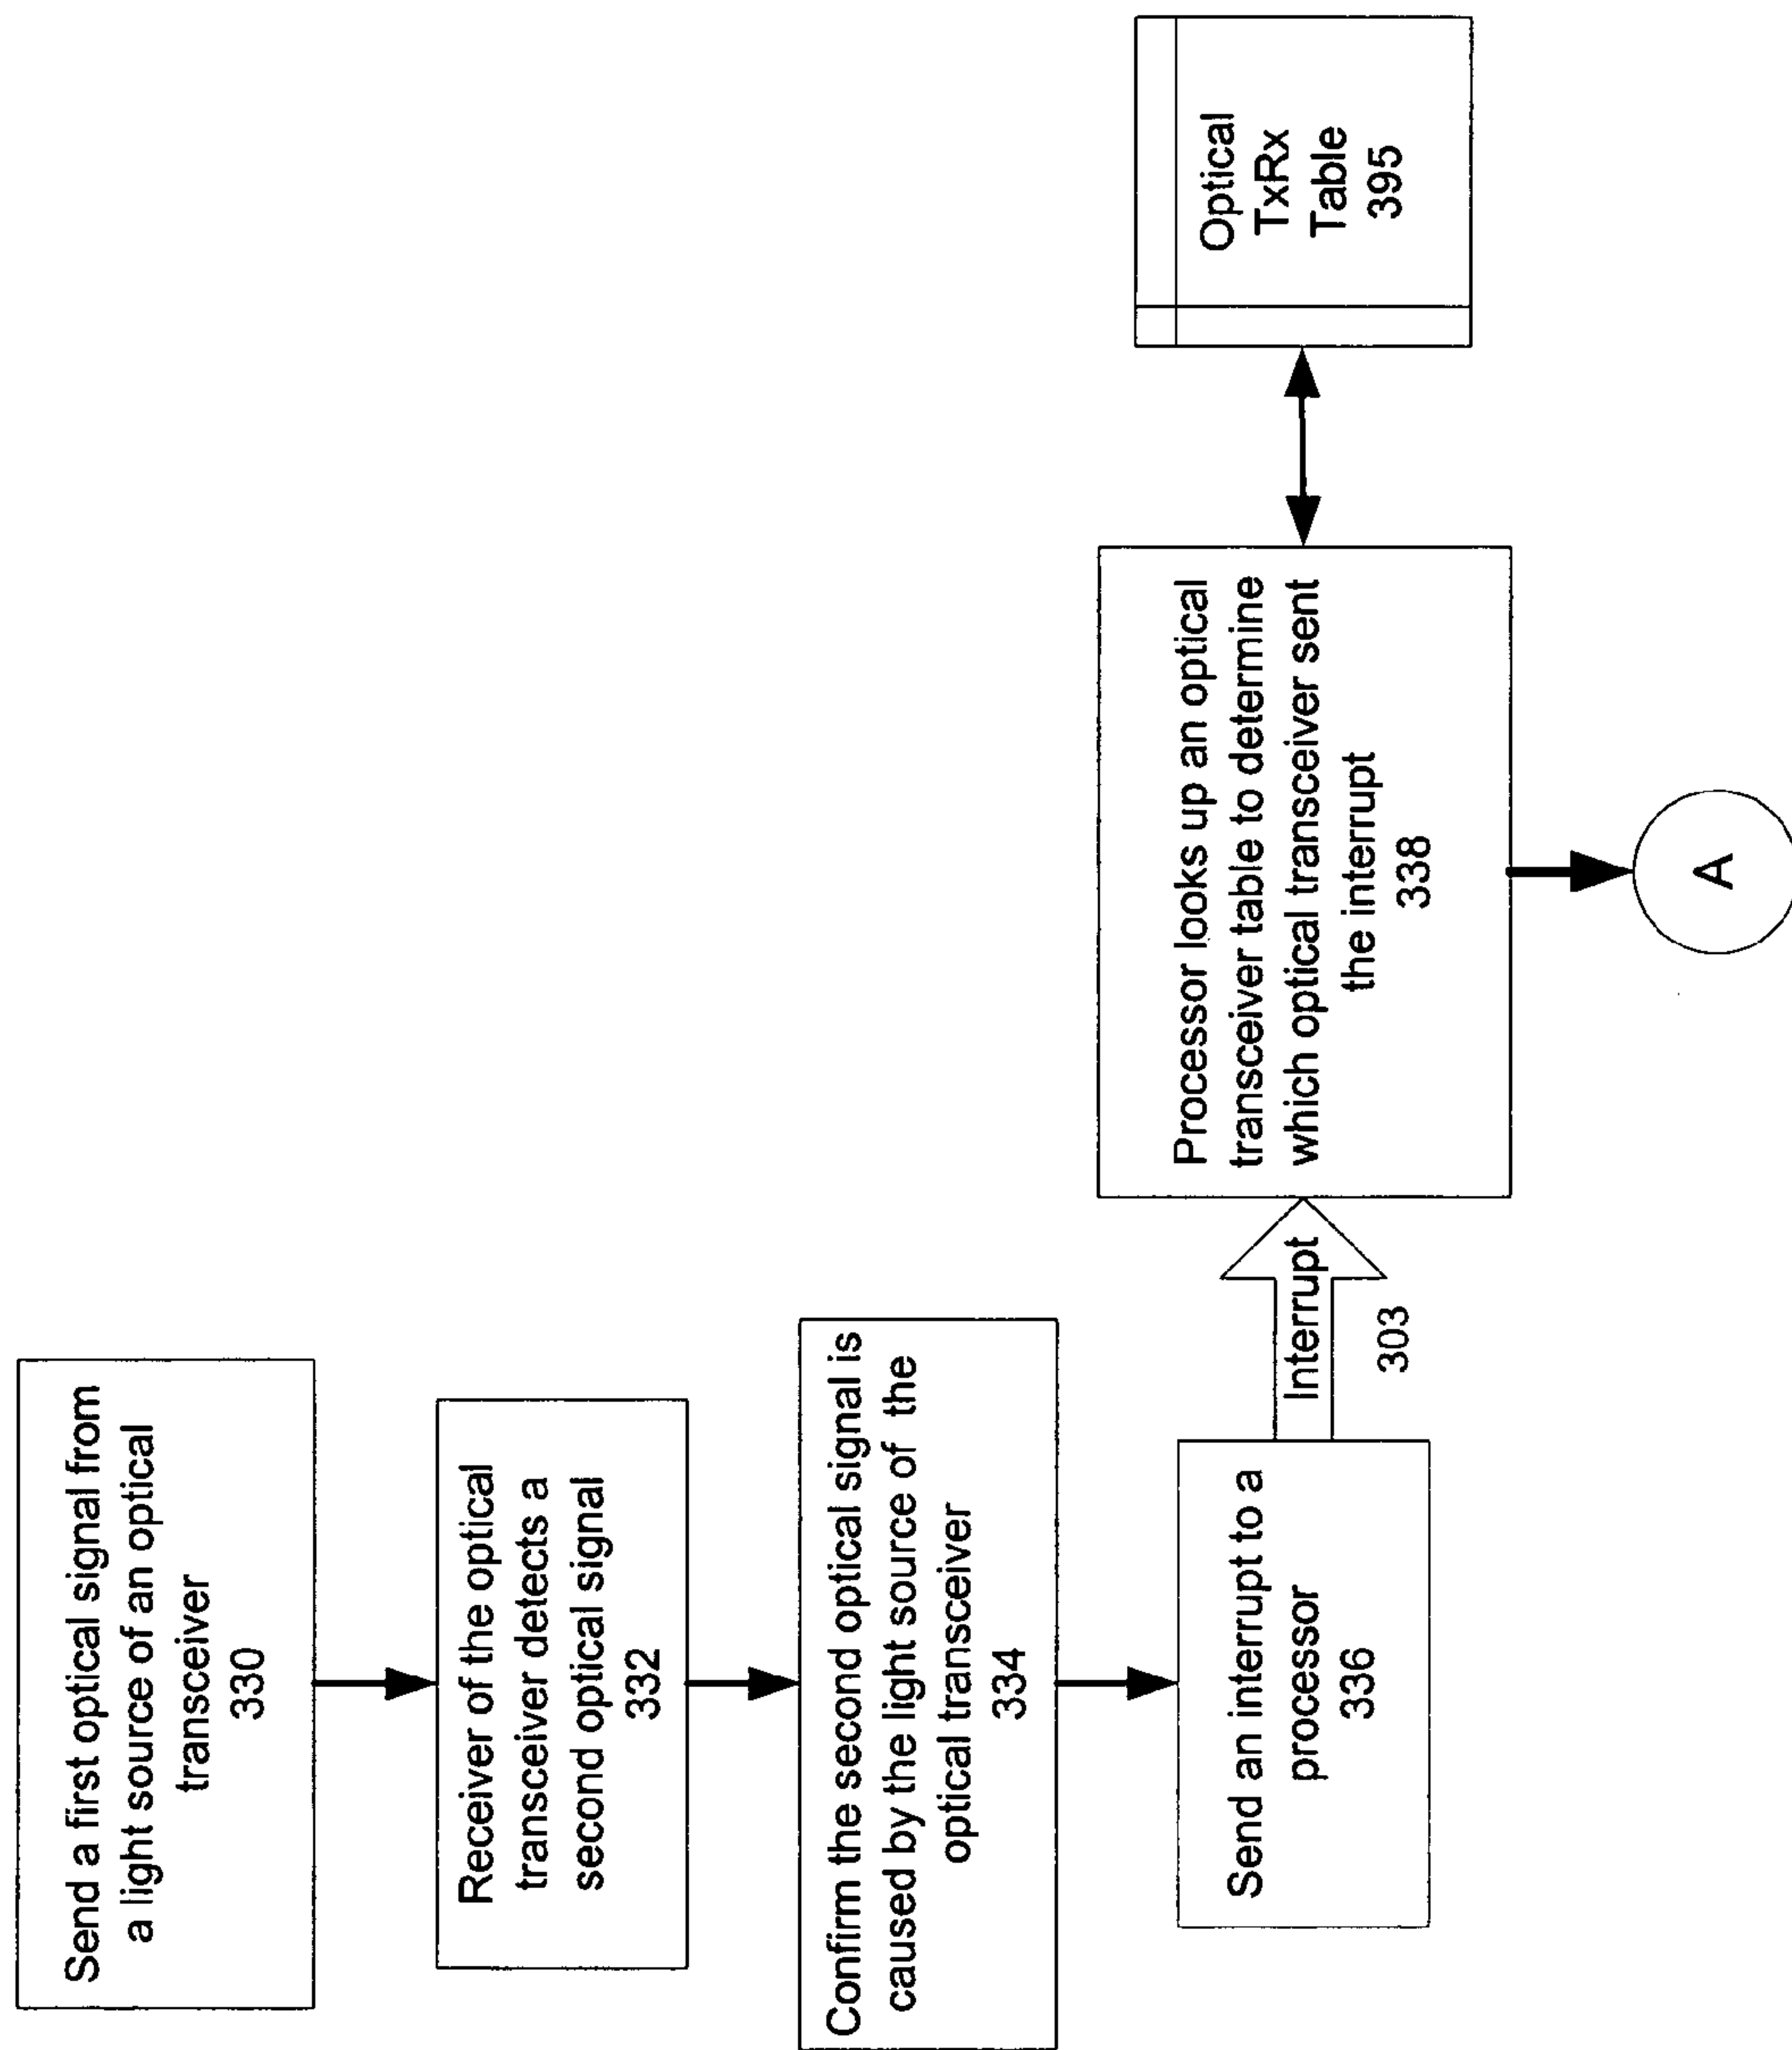 Send a first optical signal from
a light source of an optical
transceiver
330
Receiver of the optical
transceiver detects a
second optical signal
332
Confirm the second optical signal is
caused by the light source of the
optical transceiver
334
Send an interrupt to a
processor
336
Interrupt
303
Processor looks up an optical
transceiver table to determine
which optical transceiver sent
the interrupt
338
Optical
TxRx
Table
395
A